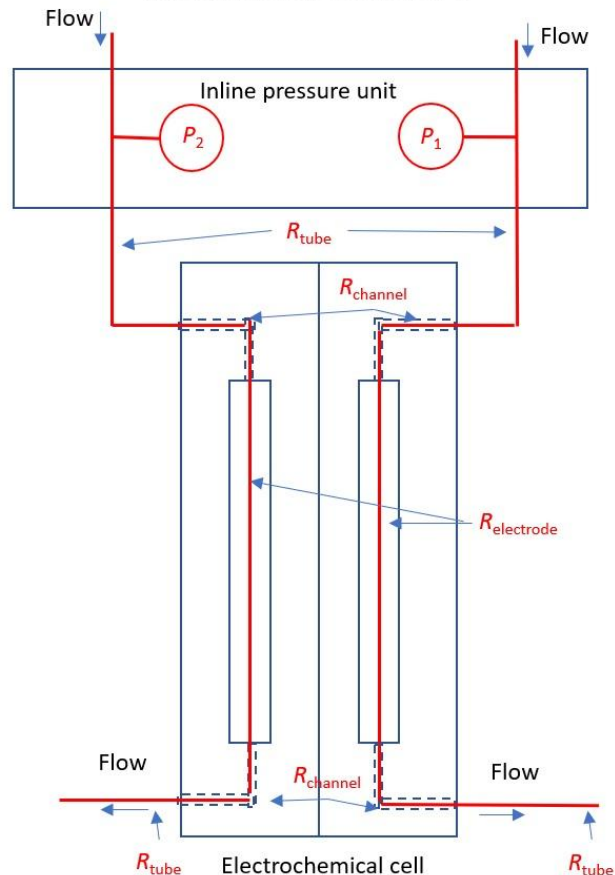 Flow
Flow
Inline pressure unit
P2
P1
Rtube
Rchannel
Relectrode
Flow
Rchannel
Flow
Rtube
Electrochemical cell
Rtube